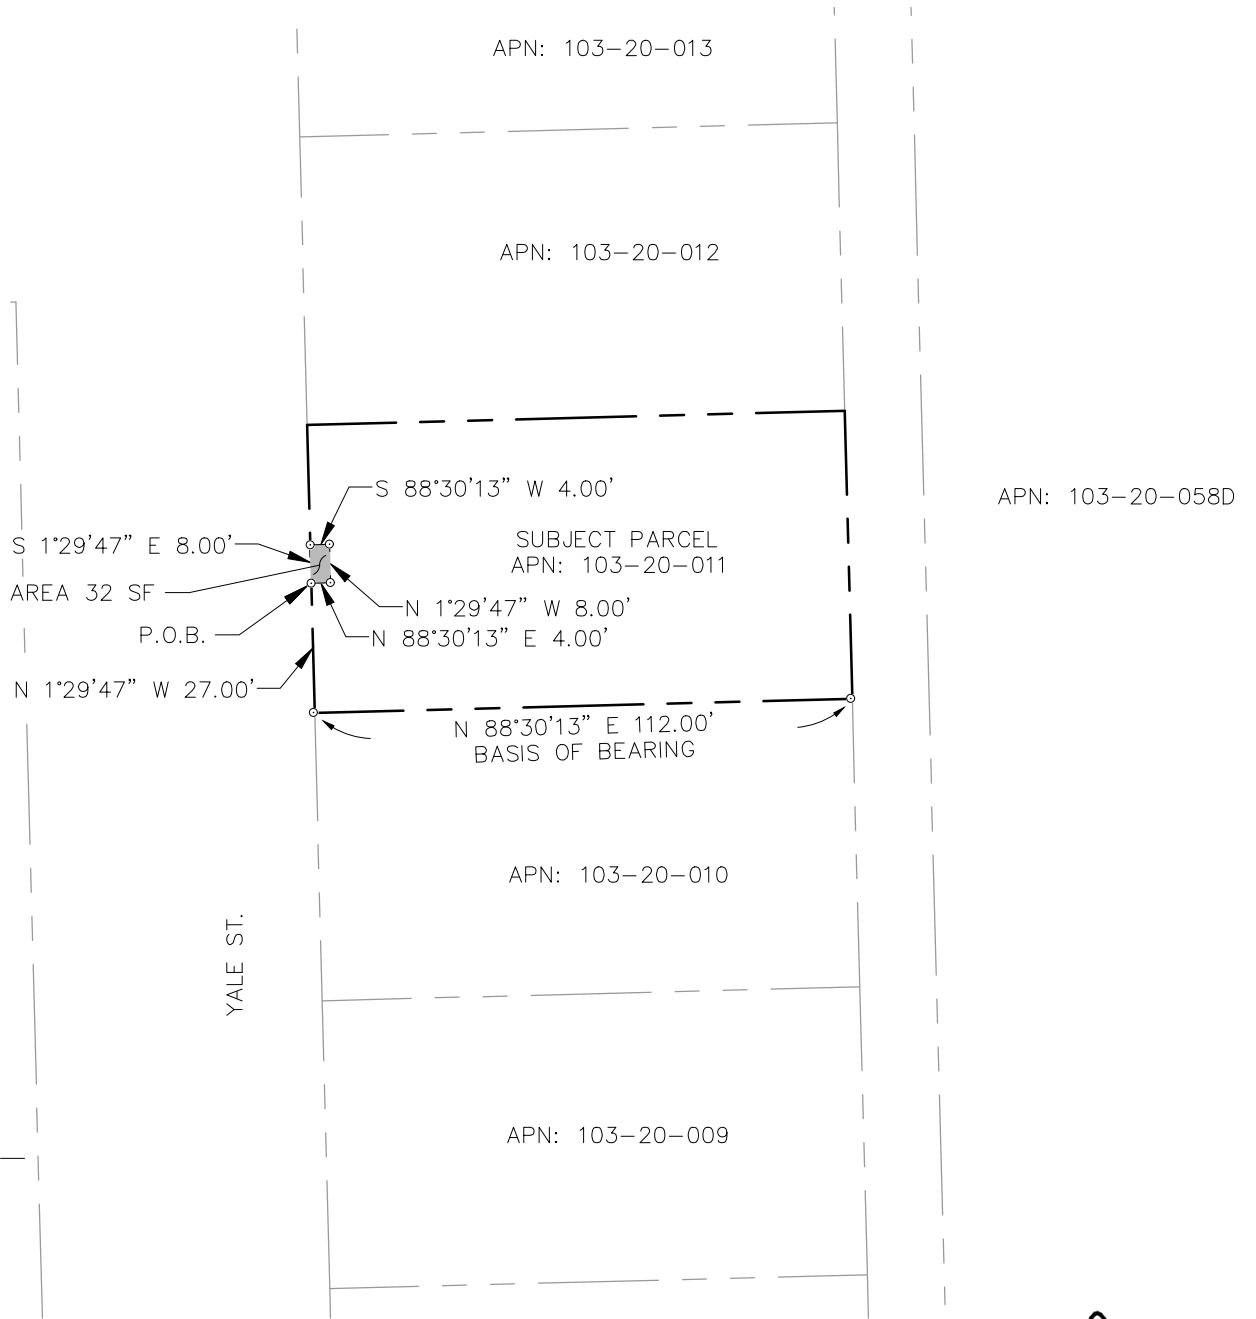 APN: 103-20-013
APN: 103-20-012
S 88°30'13" W 4.00'
APN: 103-20-058D
S 1°29'47" E 8.00'
SUBJECT PARCEL
APN: 103-20-011
AREA 32 SF
N 1°29'47" W 8.00'
P.O.B.
N 88°30'13" E 4.00'
N 1°29'47" W 27.00'
N 88°30'13" E 112.00'
BASIS OF BEARING
APN: 103-20-010
YALE ST.
APN: 103-20-009